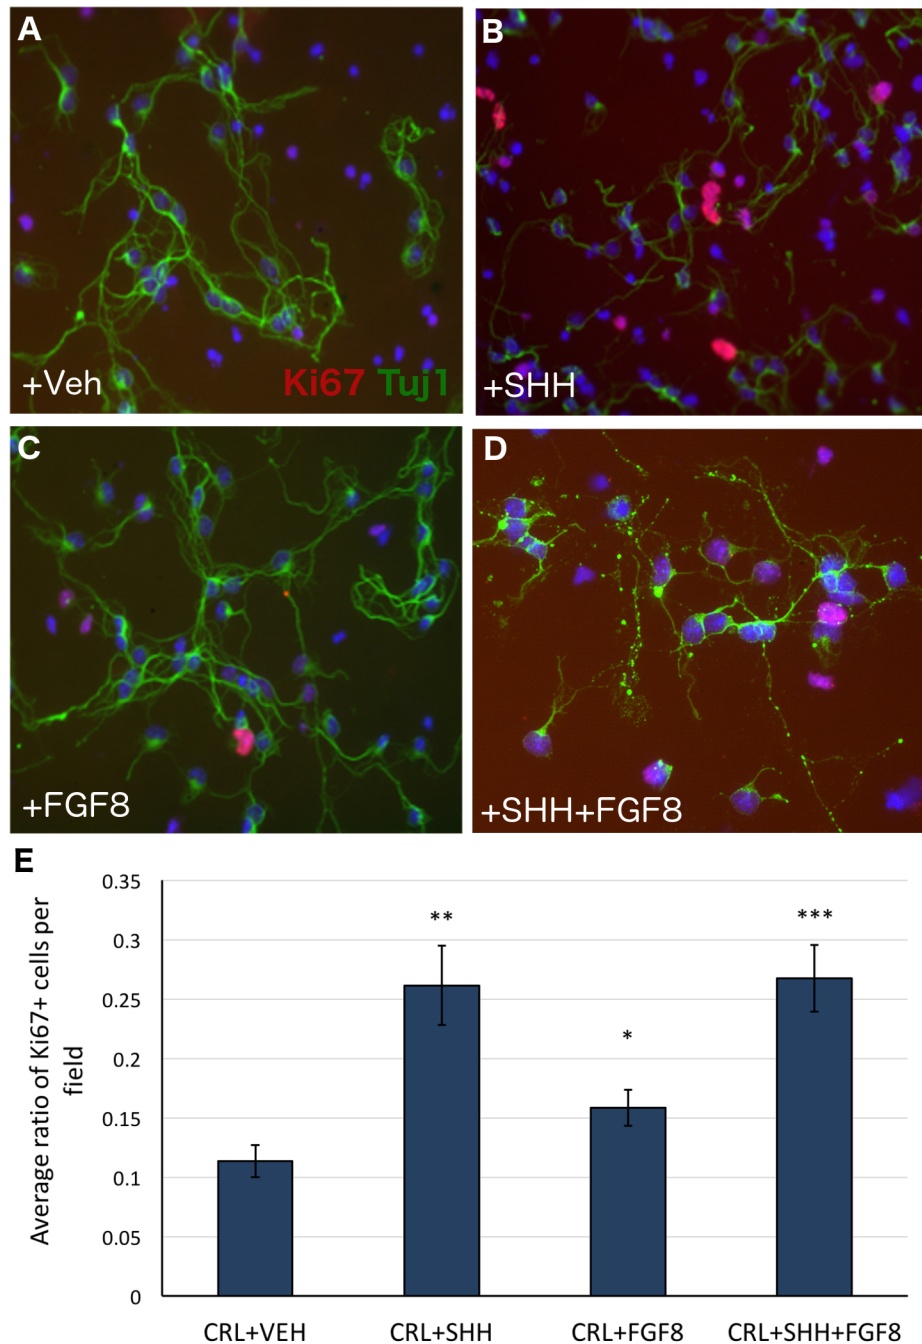 A
+Veh
Ki67 Tuj1
B
+SHH
C
+FGF8
D
+SHH+FGF8
E
Average ratio of Ki67+ cells per
field
0.35
0.3
0.25
0.2
0.15
0.1
0.05
0
**
*
***
CRL+VEH CRL+SHH CRL+FGF8 CRL+SHH+FGF8